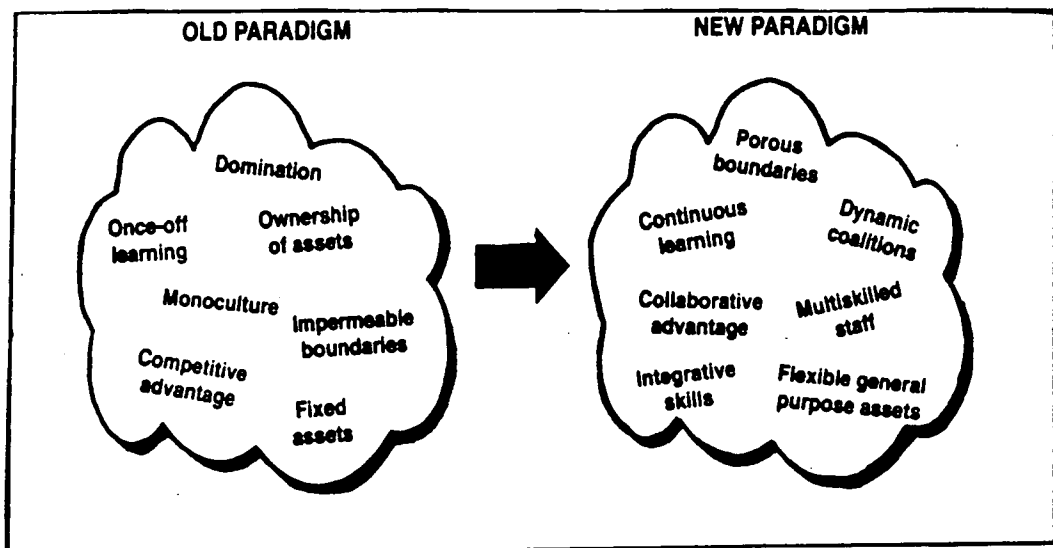 OLD PARADIGM
Domination
Once-off
learning
Ownership
of assets
Monoculture
Impermeable
boundaries
Competitive
advantage
Fixed
assets
NEW PARADIGM
Porous
boundaries
Continuous
learning
Dynamic
coalitions
Collaborative
advantage
Multiskilled
staff
Integrative
skills
Flexible general
purpose assets